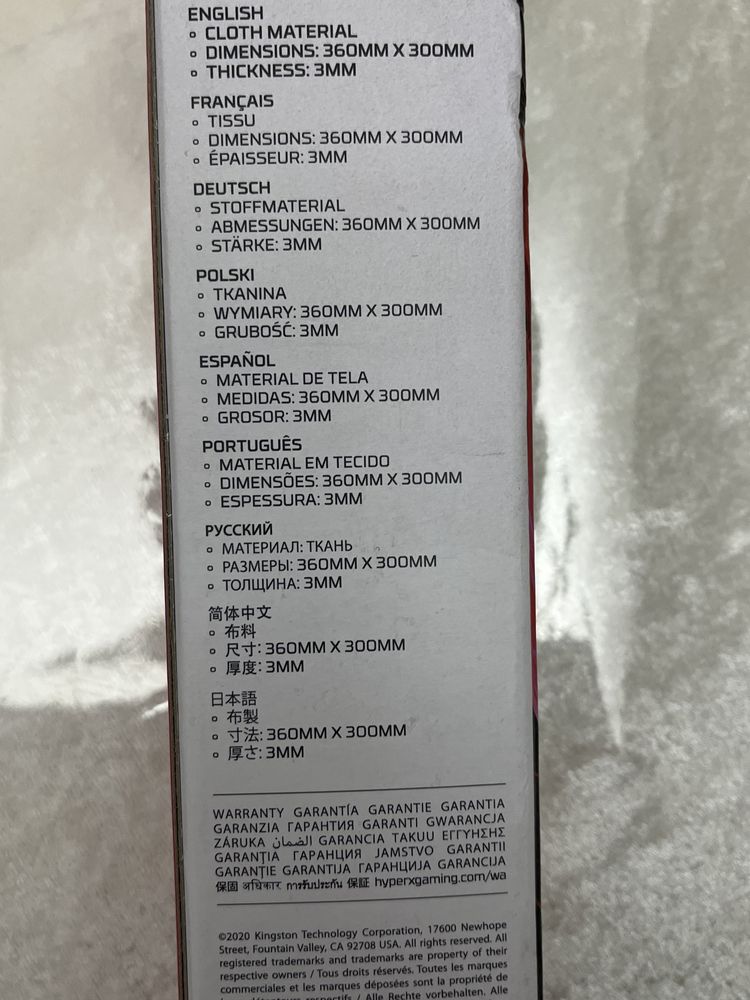 ENGLISH
▫ CLOTH MATERIAL
▫ DIMENSIONS: 360MM X 300MM
▫ THICKNESS: 3MM
FRANÇAIS
▫ TISSU
▫ DIMENSIONS: 360MM X 300MM
▫ ÉPAISSEUR: 3MM
DEUTSCH
▫ STOFFMATERIAL
▫ ABMESSUNGEN: 360MM X 300MM
▫ STÄRKE: 3MM
POLSKI
▫ TKANINA
▫ WYMIARY: 360MM X 300MM
▫ GRUBOŚĆ: 3MM
ESPAÑOL
▫ MATERIAL DE TELA
▫ MEDIDAS: 360MM X 300MM
▫ GROSOR: 3MM
PORTUGUÊS
▫ MATERIAL EM TECIDO
▫ DIMENSÕES: 360MM X 300MM
▫ ESPESSURA: 3MM
РУССКИЙ
▫ МАТЕРИАЛ: ТКАНЬ
▫ РАЗМЕРЫ: 360MM X 300MM
▫ ТОЛЩИНА: 3MM
简体中文
▫ 布料
▫ 尺寸: 360MM X 300MM
▫ 厚度: 3MM
日本語
▫ 布製
▫ 寸法: 360MM X 300MM
▫ 厚さ: 3MM
WARRANTY GARANTÍA GARANTIE GARANTIA
GARANZIA ГАРАНТИЯ GARANTI GWARANCJA
ZÁRUKA الضمان GARANCIA TAKUU ΕΓΓΥΗΣΗΣ
GARANȚIA ГАРАНЦИЯ JAMSTVO GARANTII
GARANȚIE GARANTIJA ГАРАНЦИЈА GARANCIJA
保固 अधिकार การรับประกัน 保証 hyperxgaming.com/wa
©2020 Kingston Technology Corporation, 17600 Newhope
Street, Fountain Valley, CA 92708 USA. All rights reserved. All
registered trademarks and trademarks are property of their
respective owners / Tous droits réservés. Toutes les marques
commerciales et les marques déposées sont la propriété de
détenteurs respectifs / Alle Rechte vorbehalten. Alle